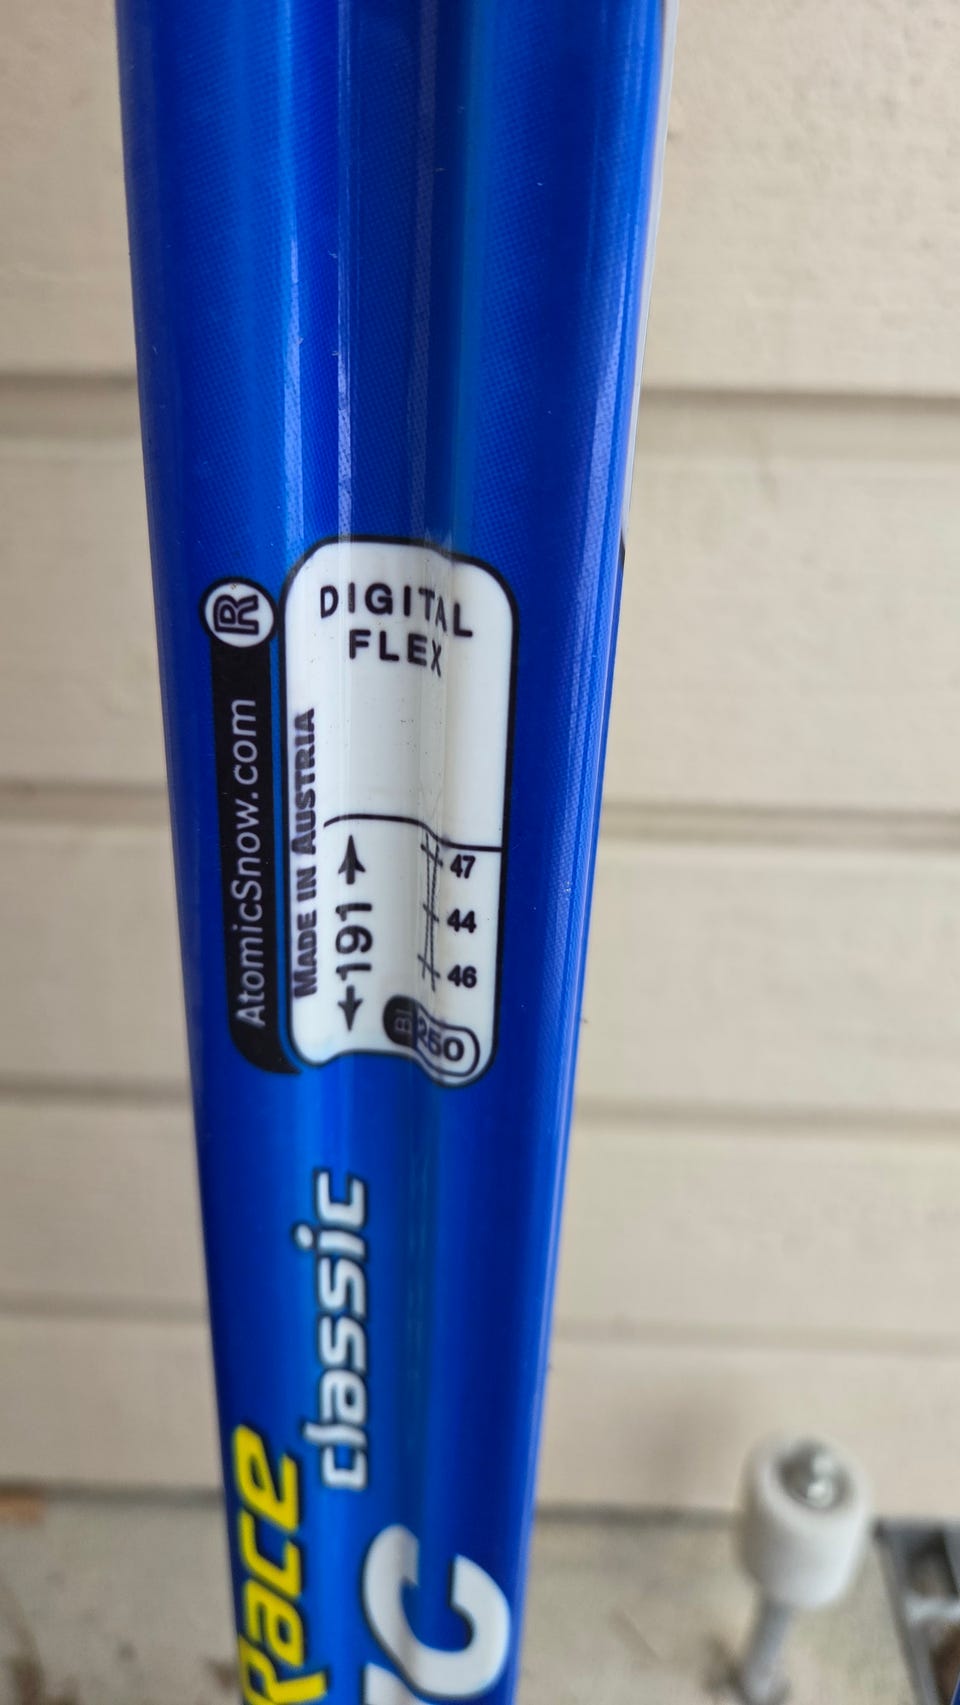 DIGITAL
FLEX
®
AtomicSnow.com
MADE IN AUSTRIA
191
47
44
46
250
classic
Race